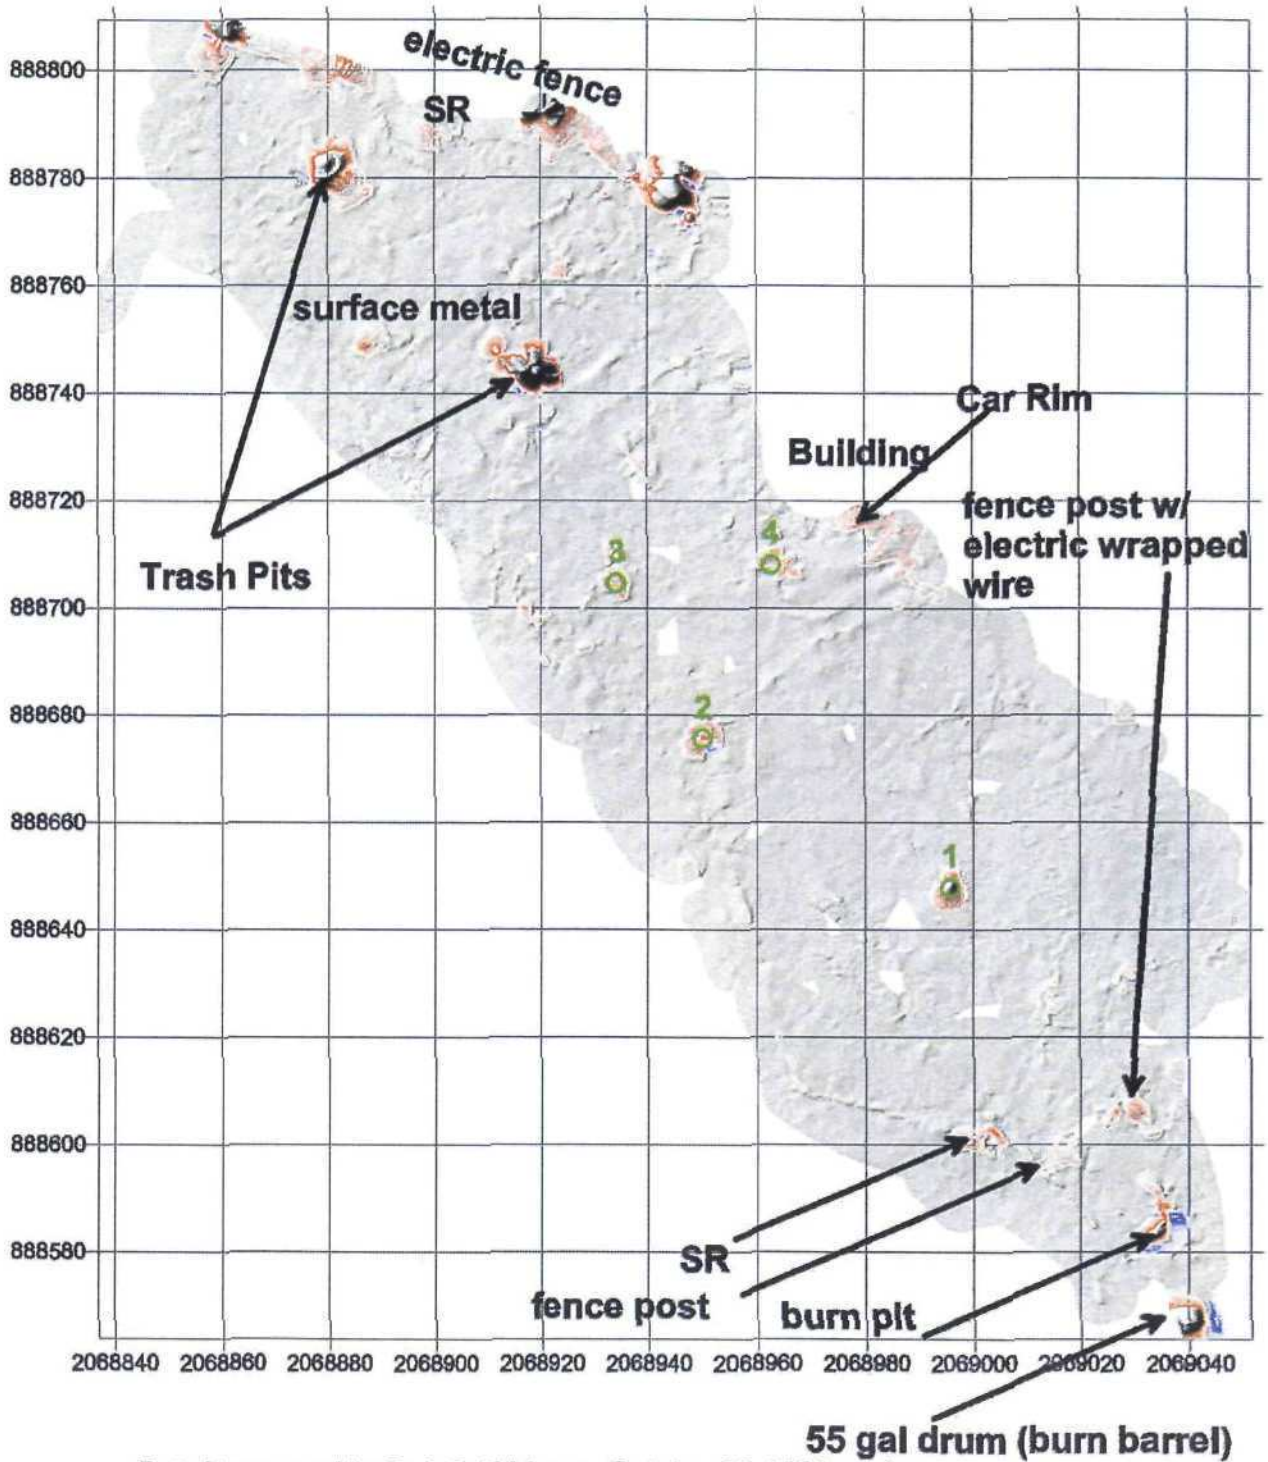 electric fence
888800
SR
888780
888760
surface metal
888740
Car Rim
Building
888720
fence post w/
electric wrapped
wire
4
3
Trash Pits
888700
2
888680
888660
1
888640
888620
888600
SR
888580
fence post
burn pit
2068840 2068860 2068880 2068900 2068920 2068940 2068960 2068980 2069000 2069020 2069040
55 gal drum (burn barrel)